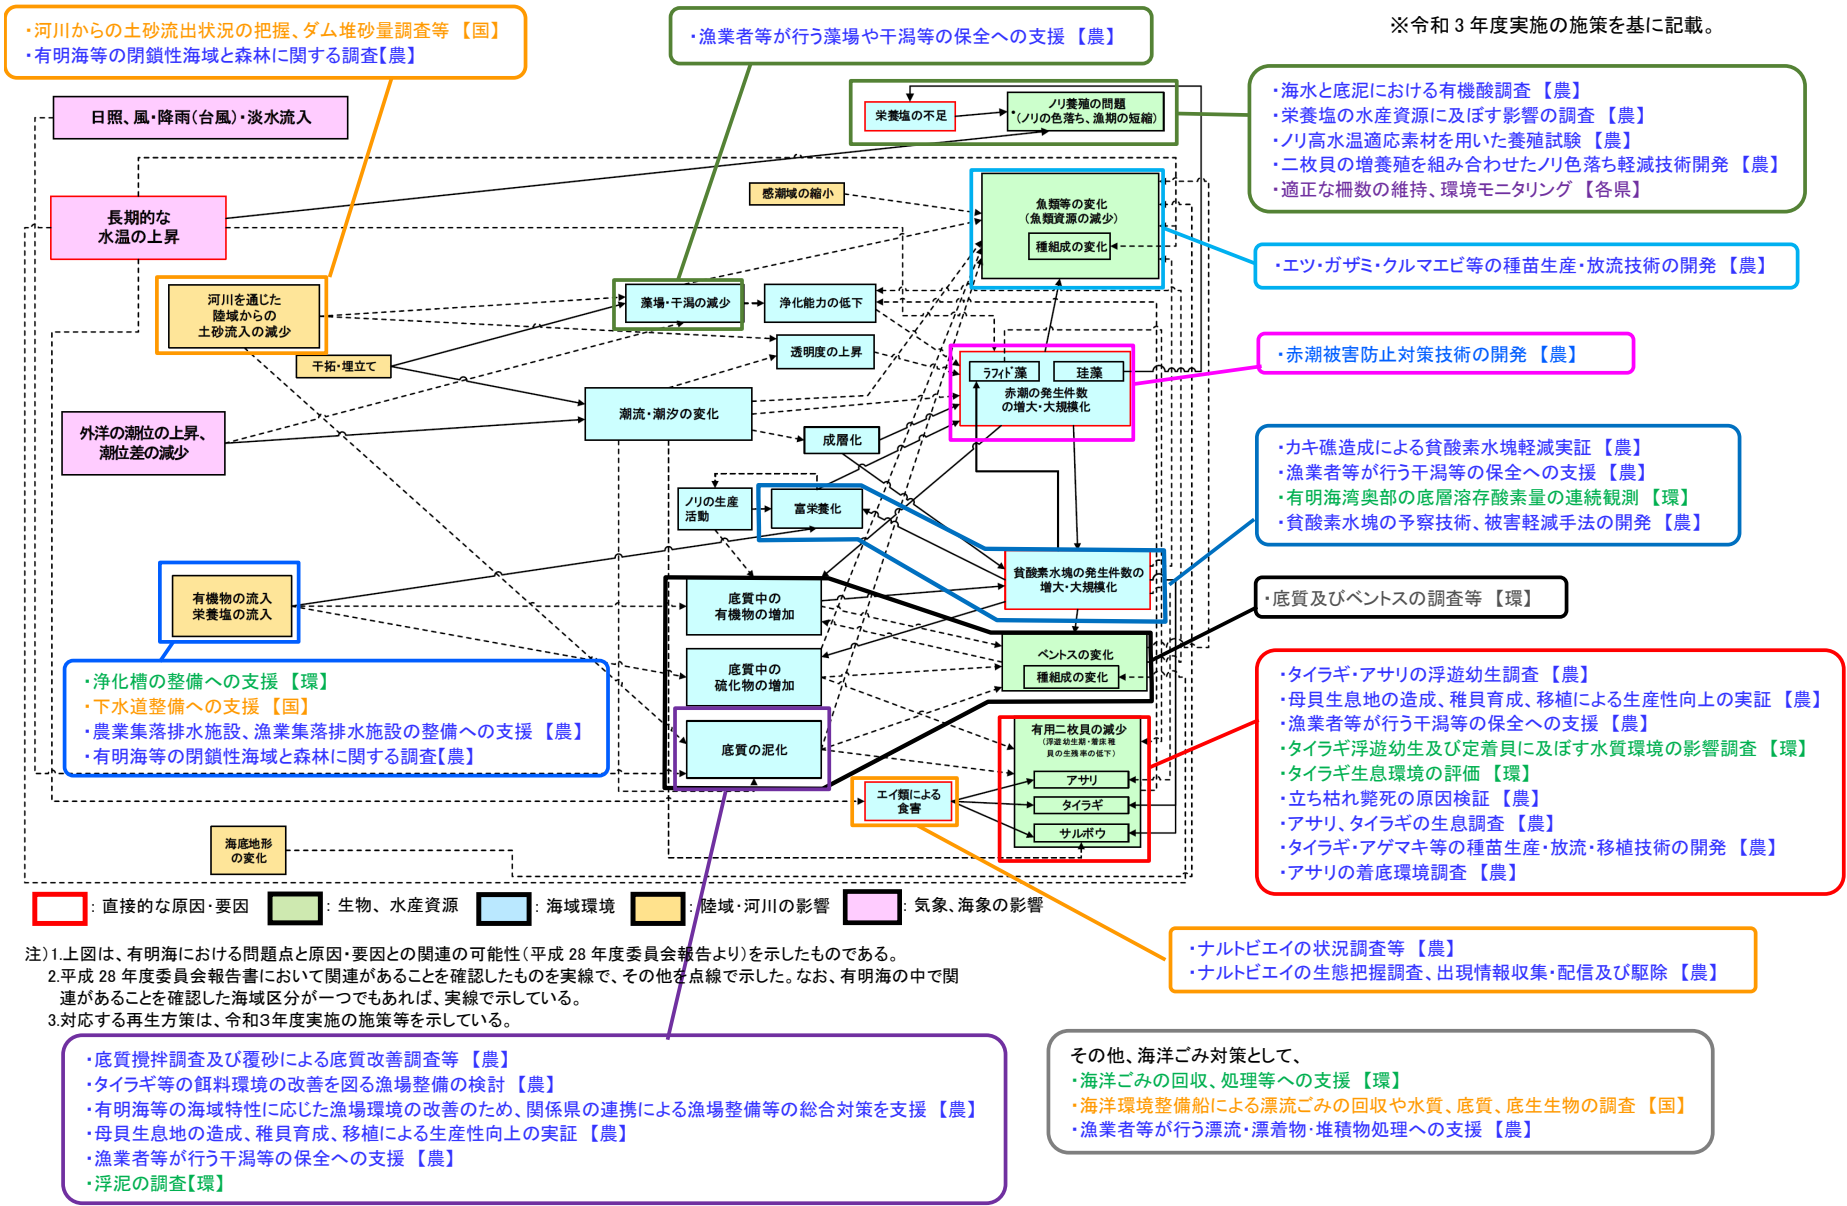 ※令和3年度実施の施策を基に記載。
・河川からの土砂流出状況の把握、ダム堆砂量調査等 【国】
・有明海等の閉鎖性海域と森林に関する調査【農】
・漁業者等が行う藻場や干潟等の保全への支援 【農】
・海水と底泥における有機酸調査 【農】
・栄養塩の水産資源に及ぼす影響の調査 【農】
・ノリ高水温適応素材を用いた養殖試験 【農】
・二枚貝の増養殖を組み合わせたノリ色落ち軽減技術開発 【農】
・適正な柵数の維持、環境モニタリング 【各県】
日照、風・降雨(台風)・淡水流入
栄養塩の不足
ノリ養殖の問題
(ノリの色落ち、漁期の短縮)
長期的な
水温の上昇
感潮域の縮小
魚類等の変化
(魚類資源の減少)
種組成の変化
・エツ・ガザミ・クルマエビ等の種苗生産・放流技術の開発 【農】
河川を通じた
陸域からの
土砂流入の減少
藻場・干潟の減少
浄化能力の低下
透明度の上昇
干拓・埋立て
ラフィド藻
珪藻
赤潮の発生件数
の増大・大規模化
・赤潮被害防止対策技術の開発 【農】
外洋の潮位の上昇、
潮位差の減少
潮流・潮汐の変化
成層化
・カキ礁造成による貧酸素水塊軽減実証 【農】
・漁業者等が行う干潟等の保全への支援 【農】
・有明海湾奥部の底層溶存酸素量の連続観測 【環】
・貧酸素水塊の予察技術、被害軽減手法の開発 【農】
ノリの生産
活動
富栄養化
貧酸素水塊の発生件数の
増大・大規模化
有機物の流入
栄養塩の流入
底質中の
有機物の増加
・底質及びベントスの調査等 【環】
ベントスの変化
種組成の変化
底質中の
硫化物の増加
・浄化槽の整備への支援 【環】
・下水道整備への支援 【国】
・農業集落排水施設、漁業集落排水施設の整備への支援 【農】
・有明海等の閉鎖性海域と森林に関する調査【農】
底質の泥化
有用二枚貝の減少
(浮遊幼生期・着床稚
貝の生残率の低下)
アサリ
タイラギ
サルボウ
エイ類による
食害
・タイラギ・アサリの浮遊幼生調査 【農】
・母貝生息地の造成、稚貝育成、移植による生産性向上の実証 【農】
・漁業者等が行う干潟等の保全への支援 【農】
・タイラギ浮遊幼生及び定着貝に及ぼす水質環境の影響調査 【環】
・タイラギ生息環境の評価 【環】
・立ち枯れ斃死の原因検証 【農】
・アサリ、タイラギの生息調査 【農】
・タイラギ・アゲマキ等の種苗生産・放流・移植技術の開発 【農】
・アサリの着底環境調査 【農】
海底地形
の変化
: 直接的な原因・要因
: 生物、水産資源
: 海域環境
: 陸域・河川の影響
: 気象、海象の影響
注)1.上図は、有明海における問題点と原因・要因との関連の可能性(平成28年度委員会報告より)を示したものである。
2.平成28年度委員会報告書において関連があることを確認したものを実線で、その他を点線で示した。なお、有明海の中で関
連があることを確認した海域区分が一つでもあれば、実線で示している。
3.対応する再生方策は、令和3年度実施の施策等を示している。
・ナルトビエイの状況調査等 【農】
・ナルトビエイの生態把握調査、出現情報収集・配信及び駆除 【農】
・底質攪拌調査及び覆砂による底質改善調査等 【農】
・タイラギ等の餌料環境の改善を図る漁場整備の検討 【農】
・有明海等の海域特性に応じた漁場環境の改善のため、関係県の連携による漁場整備等の総合対策を支援 【農】
・母貝生息地の造成、稚貝育成、移植による生産性向上の実証 【農】
・漁業者等が行う干潟等の保全への支援 【農】
・浮泥の調査【環】
その他、海洋ごみ対策として、
・海洋ごみの回収、処理等への支援 【環】
・海洋環境整備船による漂流ごみの回収や水質、底質、底生生物の調査 【国】
・漁業者等が行う漂流・漂着物・堆積物処理への支援 【農】